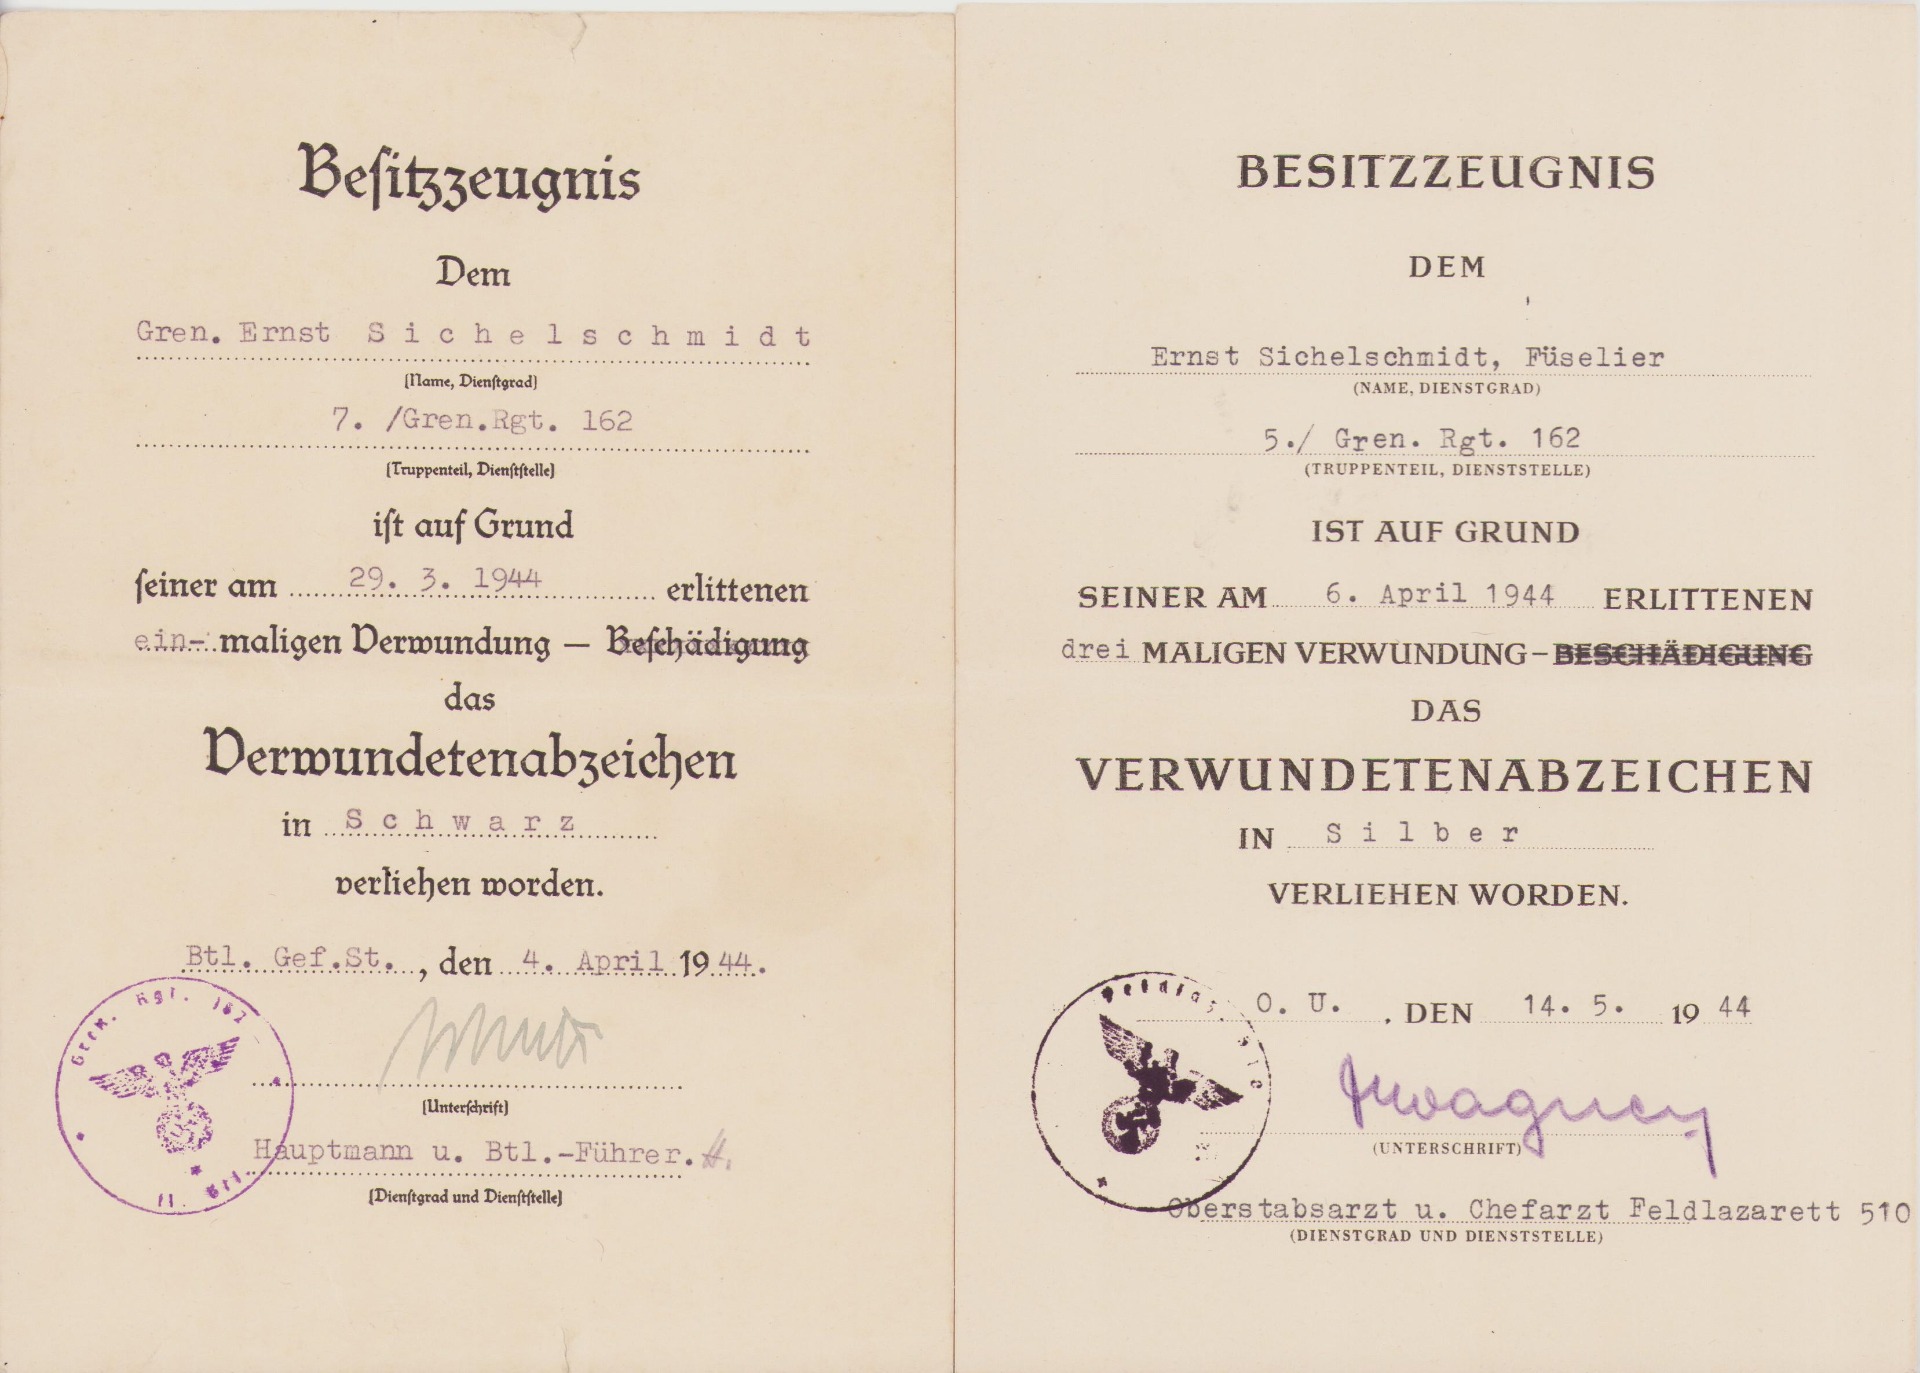 Besitzzeugnis
Dem
Gren. Ernst Sichelschmidt
(Name, Dienstgrad)
7. /Gren.Rgt. 162
(Truppenteil, Dienststelle)
ist auf Grund
seiner am 29. 3. 1944 erlittenen
ein- maligen Verwundung – Beschädigung
das
Verwundetenabzeichen
in Schwarz
verliehen worden.
Btl. Gef.St. , den 4. April 1944.
Gren. Rgt. 162
(Unterschrift)
Hauptmann u. Btl.-Führer.
(Dienstgrad und Dienststelle)
BESITZZEUGNIS
DEM
Ernst Sichelschmidt, Füselier
(NAME, DIENSTGRAD)
5./ Gren. Rgt. 162
(TRUPPENTEIL, DIENSTSTELLE)
IST AUF GRUND
SEINER AM 6. April 1944 ERLITTENEN
drei MALIGEN VERWUNDUNG – BESCHÄDIGUNG
DAS
VERWUNDETENABZEICHEN
IN Silber
VERLIEHEN WORDEN.
O. U. , DEN 14. 5. 1944
(UNTERSCHRIFT)
Oberstabsarzt u. Chefarzt Feldlazarett 510
(DIENSTGRAD UND DIENSTSTELLE)